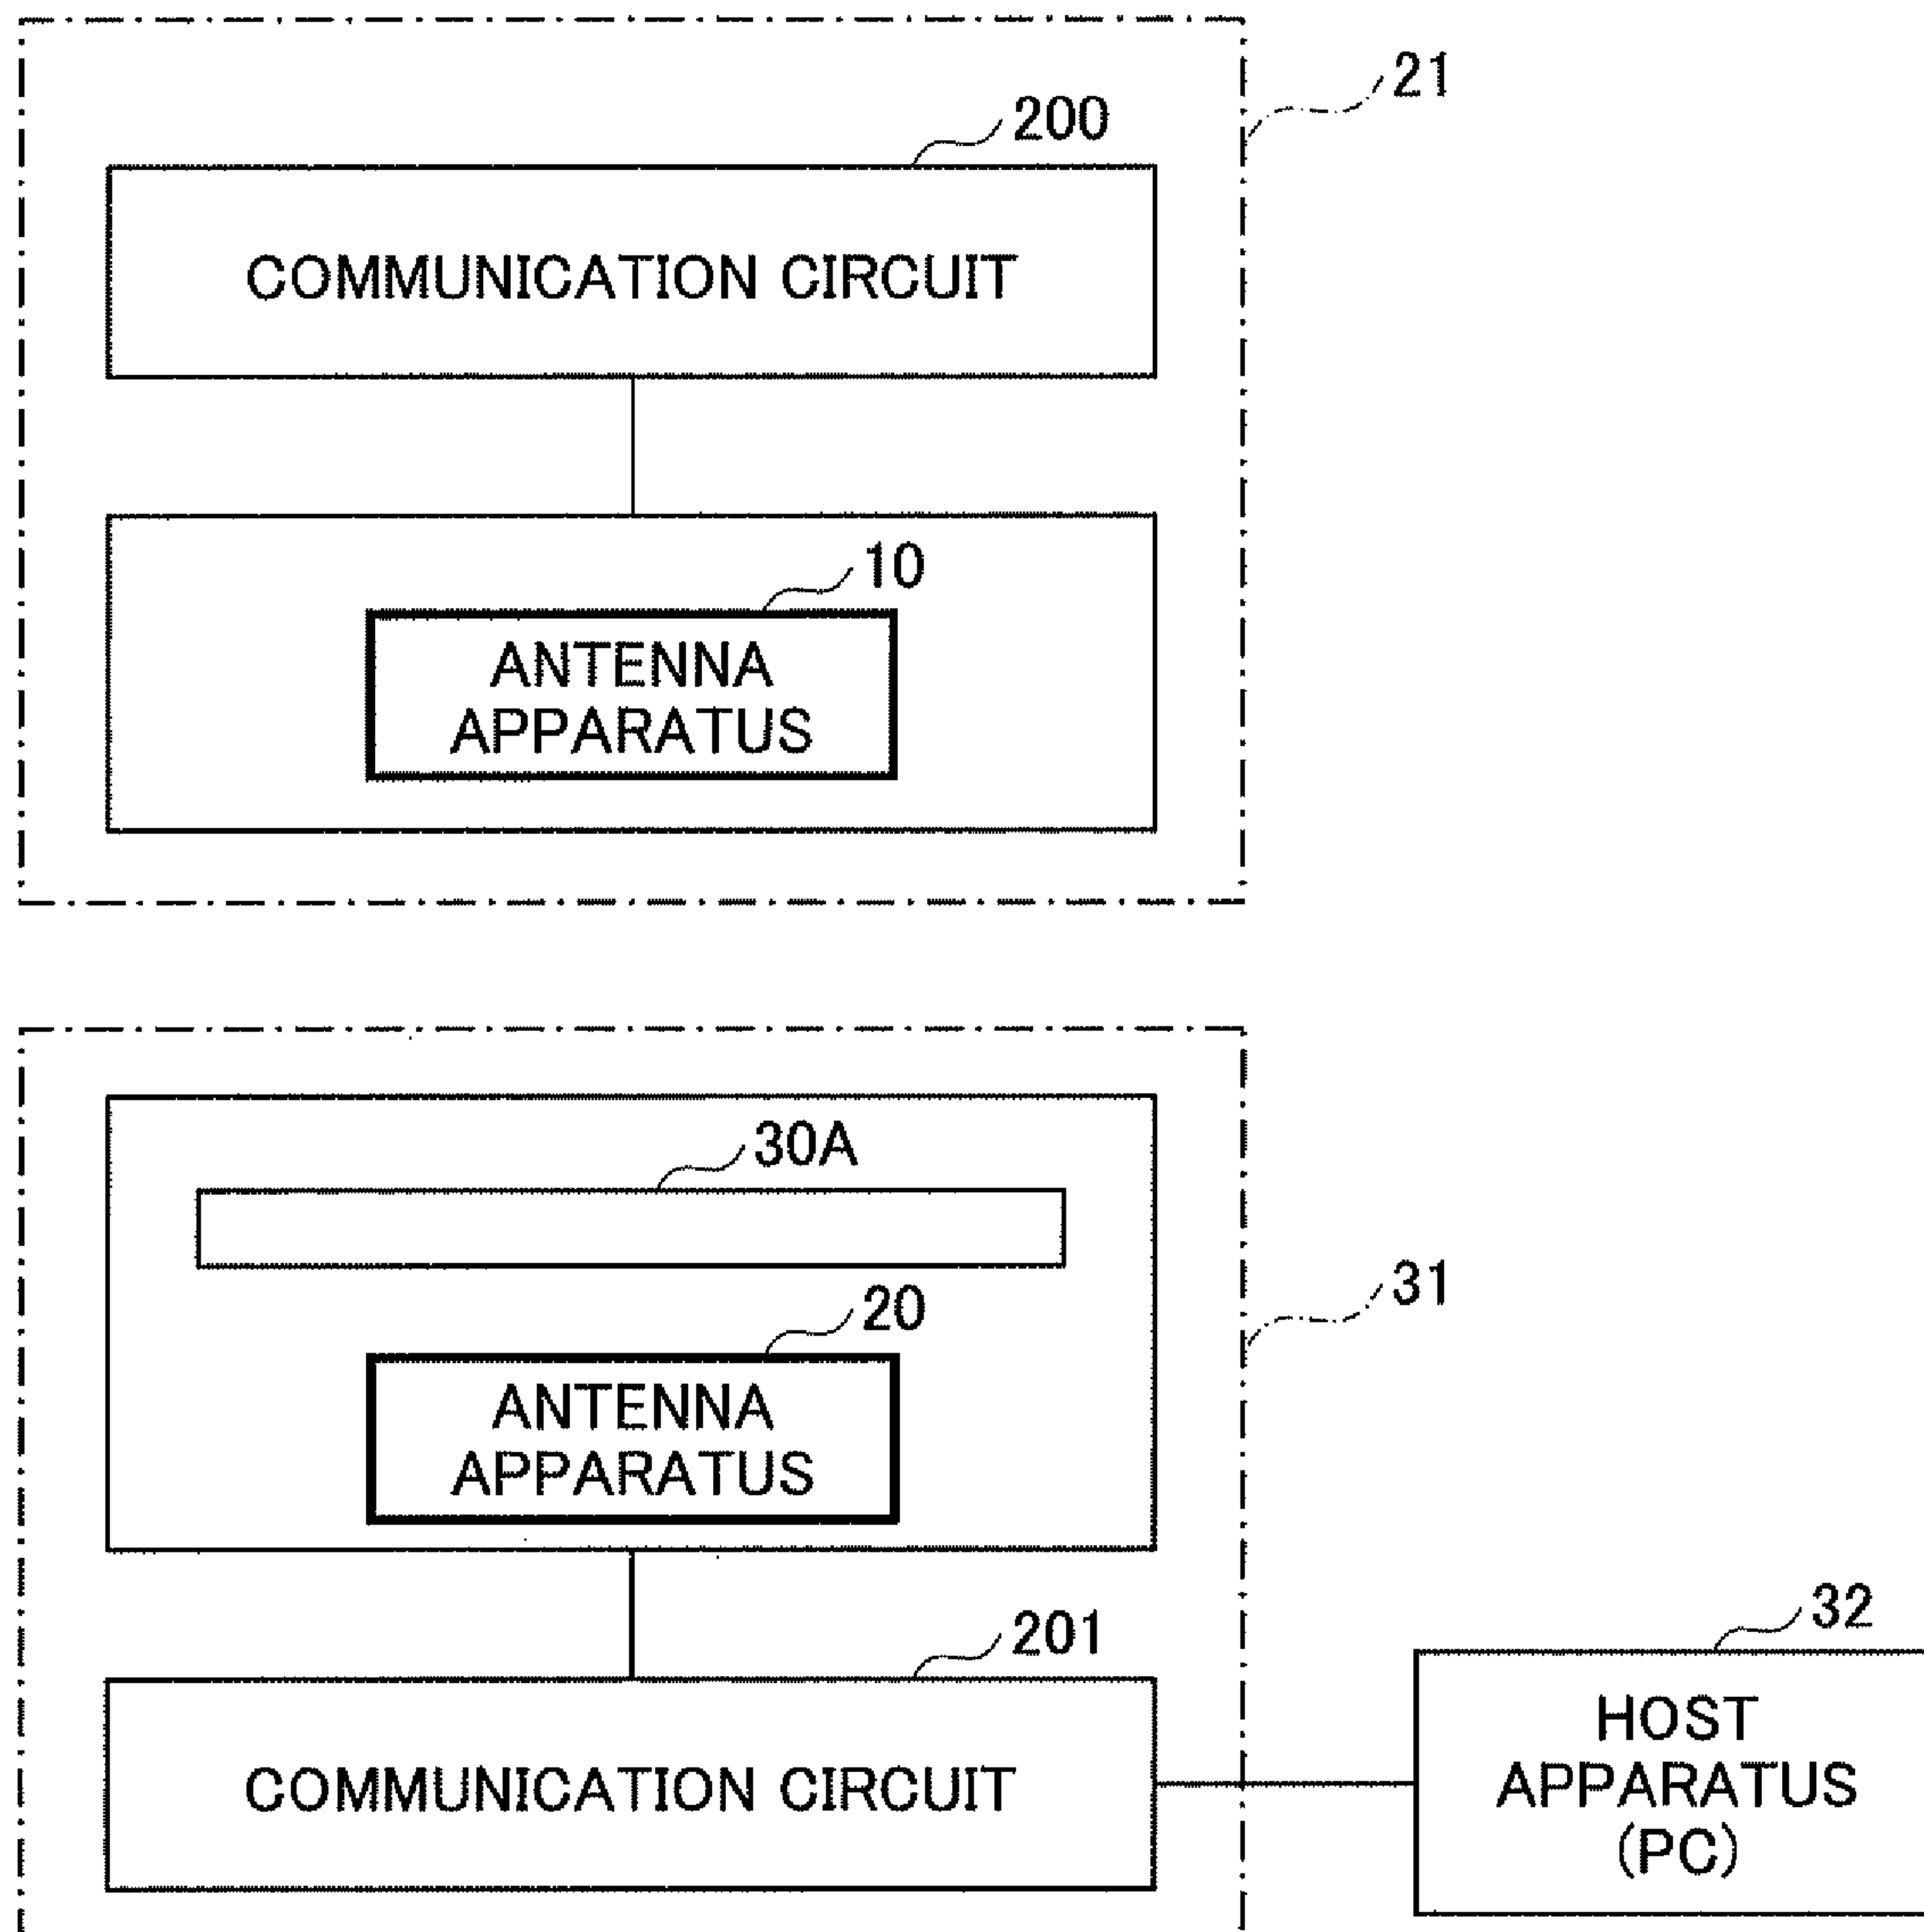 21
200
COMMUNICATION CIRCUIT
10
ANTENNA
APPARATUS
30A
31
20
ANTENNA
APPARATUS
201
32
COMMUNICATION CIRCUIT
HOST
APPARATUS
(PC)